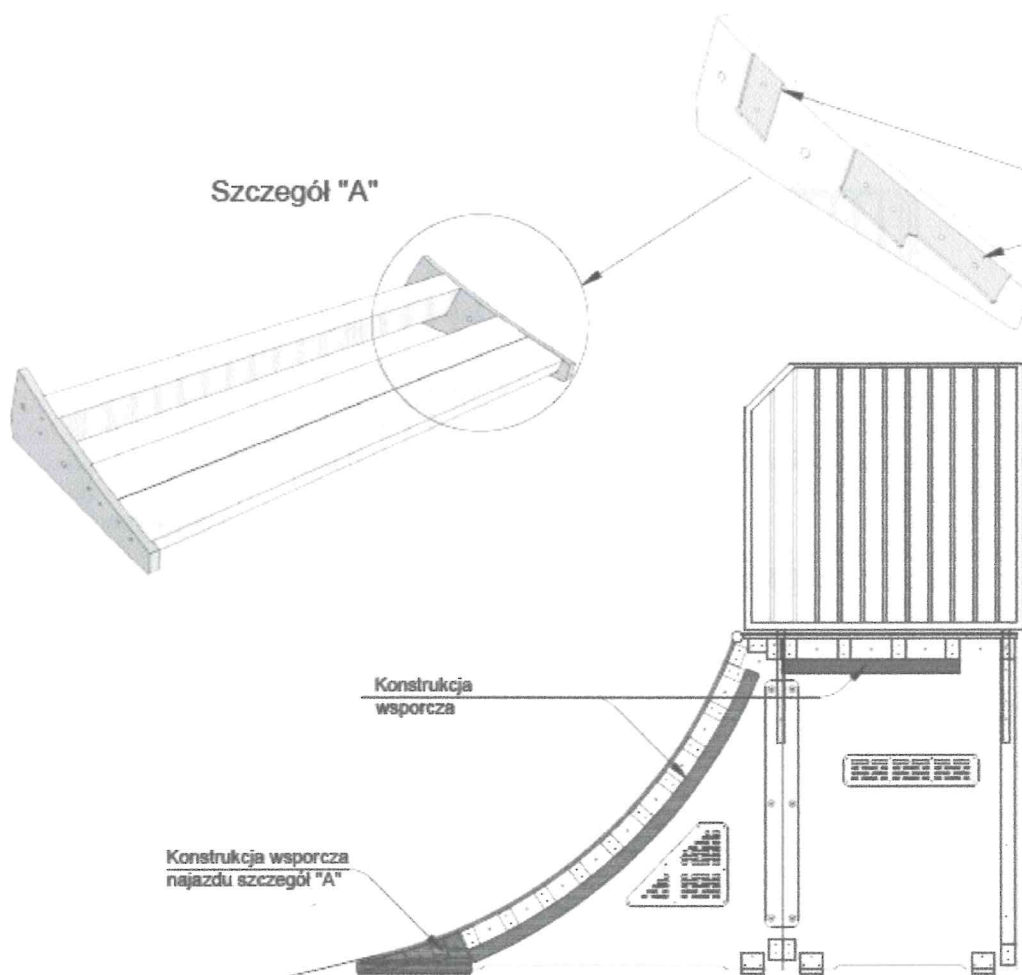 Szczegół "A"
Konstrukcja
wsporcza
Konstrukcja wsporcza
najazdu szczegół "A"